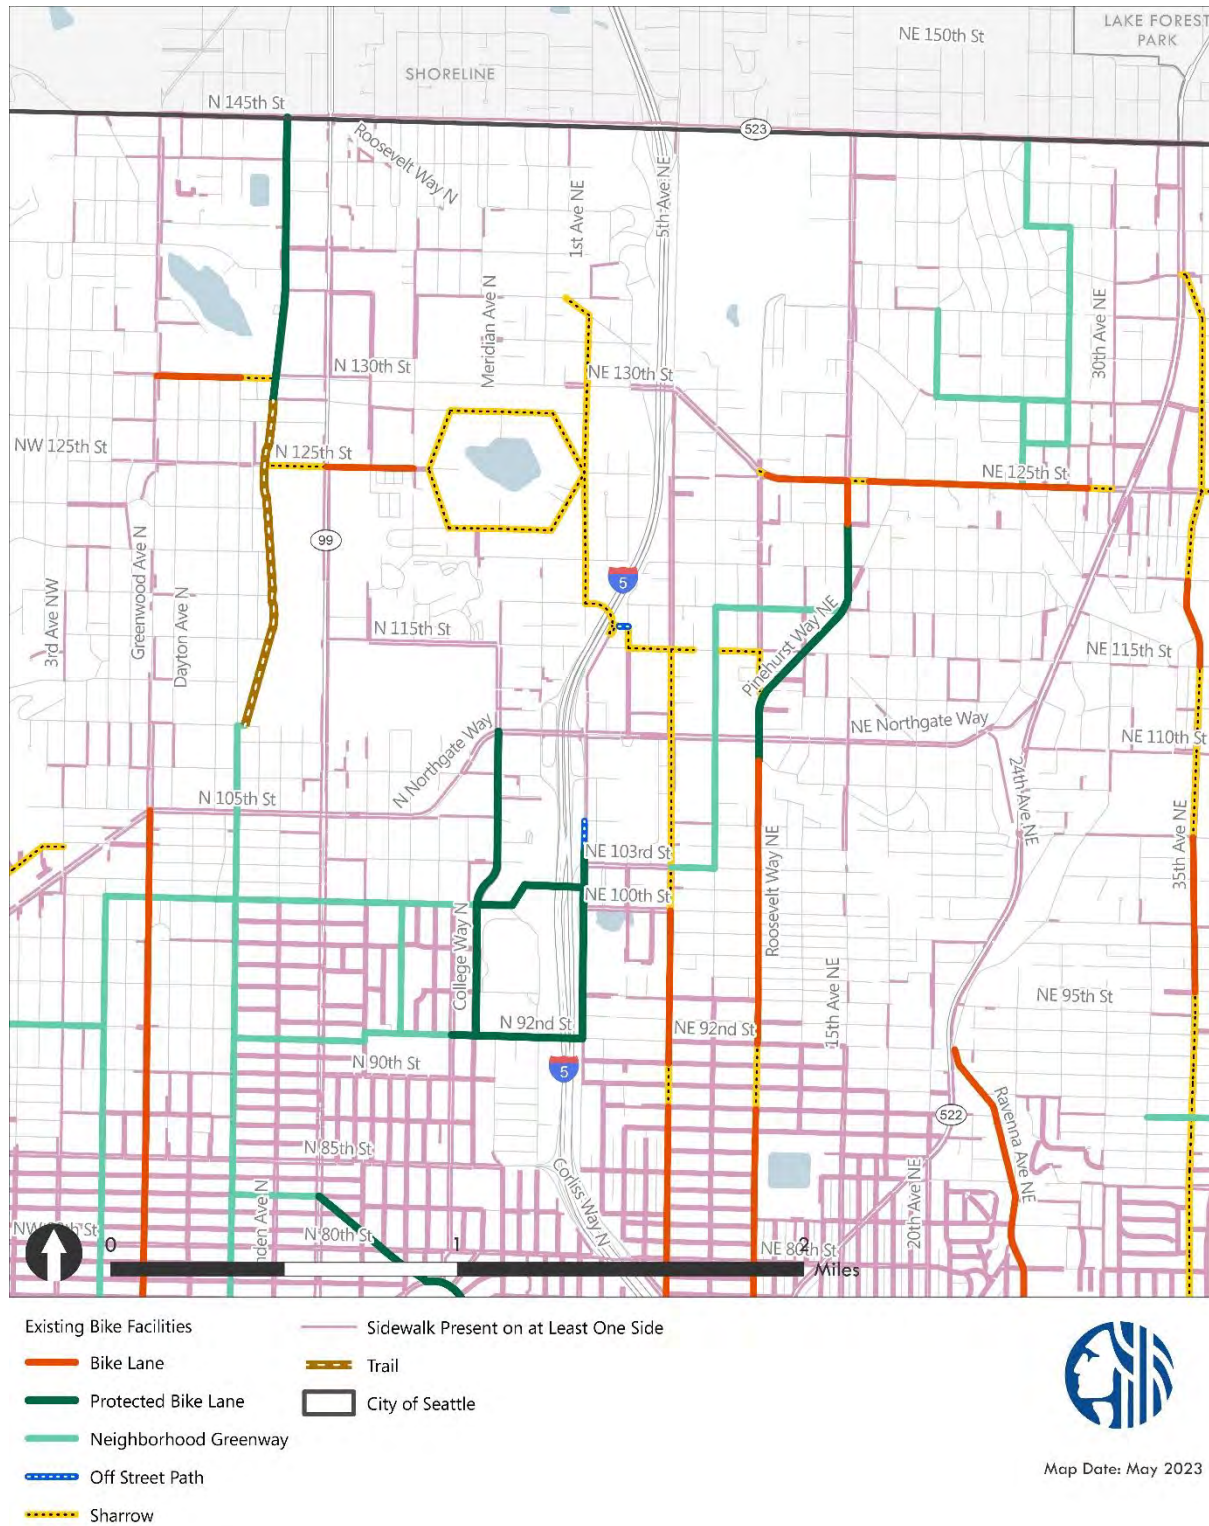 LAKE FOREST
PARK
NE 150th St
SHORELINE
N 145th St
523
Roosevelt Way N
1st Ave NE
5th Ave NE
Meridian Ave N
30th Ave NE
N 130th St
NE 130th St
NW 125th St
N 125th St
NE 125th St
99
5
3rd Ave NW
Greenwood Ave N
Dayton Ave N
N 115th St
Pinehurst Way NE
NE 115th St
N Northgate Way
NE Northgate Way
NE 110th St
24th Ave NE
N 105th St
35th Ave NE
NE 103rd St
Roosevelt Way NE
NE 100th St
College Way N
15th Ave NE
NE 95th St
N 92nd St
NE 92nd St
N 90th St
5
522
Ravenna Ave NE
N 85th St
Corliss Way N
20th Ave NE
nden Ave N
N 80th St
NE 80th St
0
1
2
Miles
Existing Bike Facilities
Bike Lane
Protected Bike Lane
Neighborhood Greenway
Off Street Path
Sharrow
Sidewalk Present on at Least One Side
Trail
City of Seattle
Map Date: May 2023